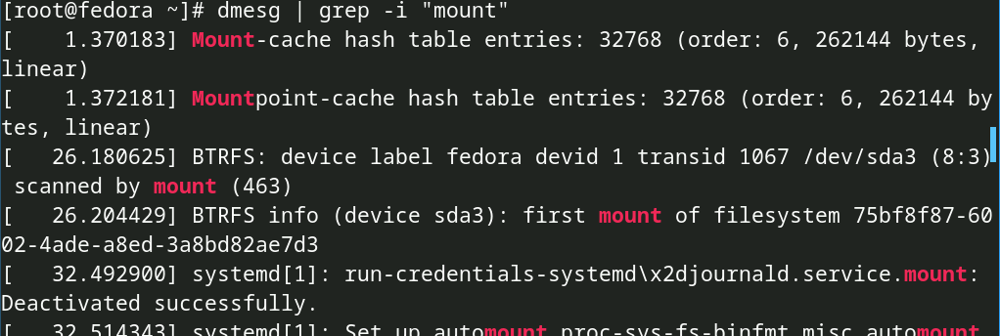 [root@fedora ~]# dmesg | grep -i "mount"
[    1.370183] Mount-cache hash table entries: 32768 (order: 6, 262144 bytes,
linear)
[    1.372181] Mountpoint-cache hash table entries: 32768 (order: 6, 262144 by
tes, linear)
[   26.180625] BTRFS: device label fedora devid 1 transid 1067 /dev/sda3 (8:3)
 scanned by mount (463)
[   26.204429] BTRFS info (device sda3): first mount of filesystem 75bf8f87-60
02-4ade-a8ed-3a8bd82ae7d3
[   32.492900] systemd[1]: run-credentials-systemd\x2djournald.service.mount:
Deactivated successfully.
[   32.514343] systemd[1]: Set up automount proc-sys-fs-binfmt_misc.automount